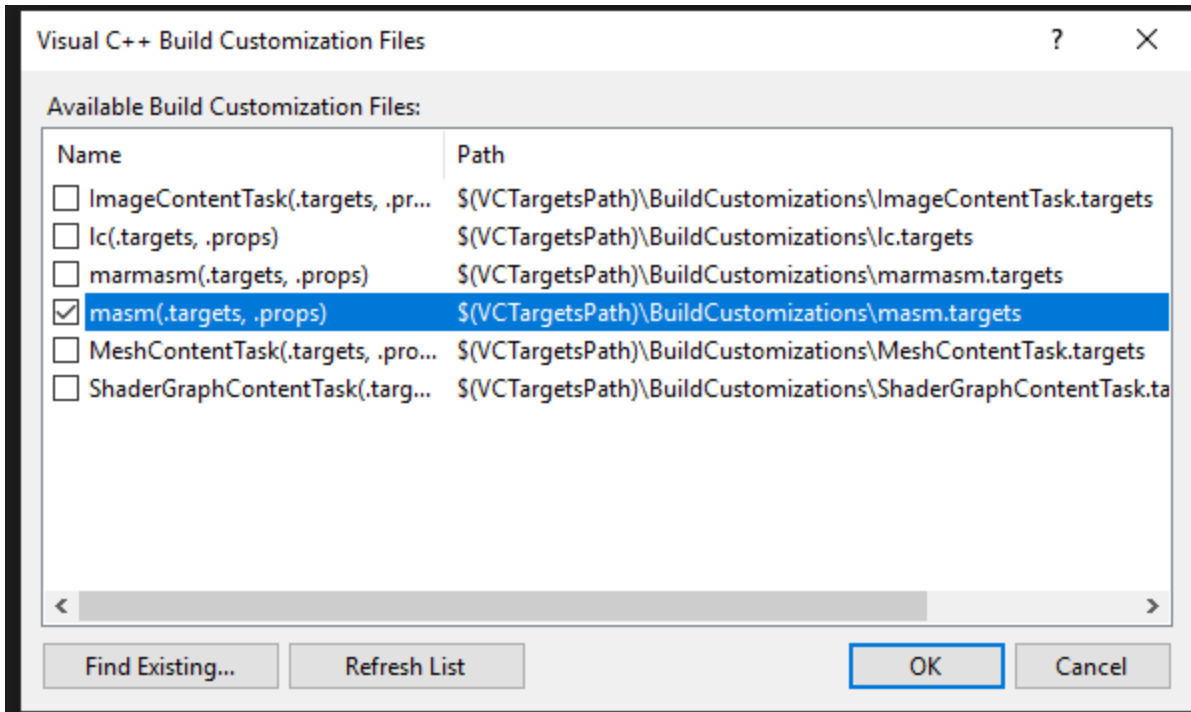 Visual C++ Build Customization Files
?
Available Build Customization Files:
Name Path
ImageContentTask(.targets, .pr... $(VCTargetsPath)\BuildCustomizations\ImageContentTask.targets
lc(.targets, .props) $(VCTargetsPath)\BuildCustomizations\lc.targets
marmasm(.targets, .props) $(VCTargetsPath)\BuildCustomizations\marmasm.targets
masm(.targets, .props) $(VCTargetsPath)\BuildCustomizations\masm.targets
MeshContentTask(.targets, .pro... $(VCTargetsPath)\BuildCustomizations\MeshContentTask.targets
ShaderGraphContentTask(.targ... $(VCTargetsPath)\BuildCustomizations\ShaderGraphContentTask.ta
Find Existing... Refresh List OK Cancel